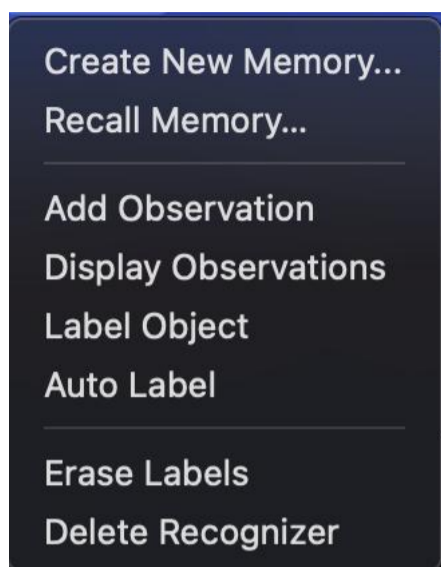 Create New Memory...
Recall Memory...
Add Observation
Display Observations
Label Object
Auto Label
Erase Labels
Delete Recognizer